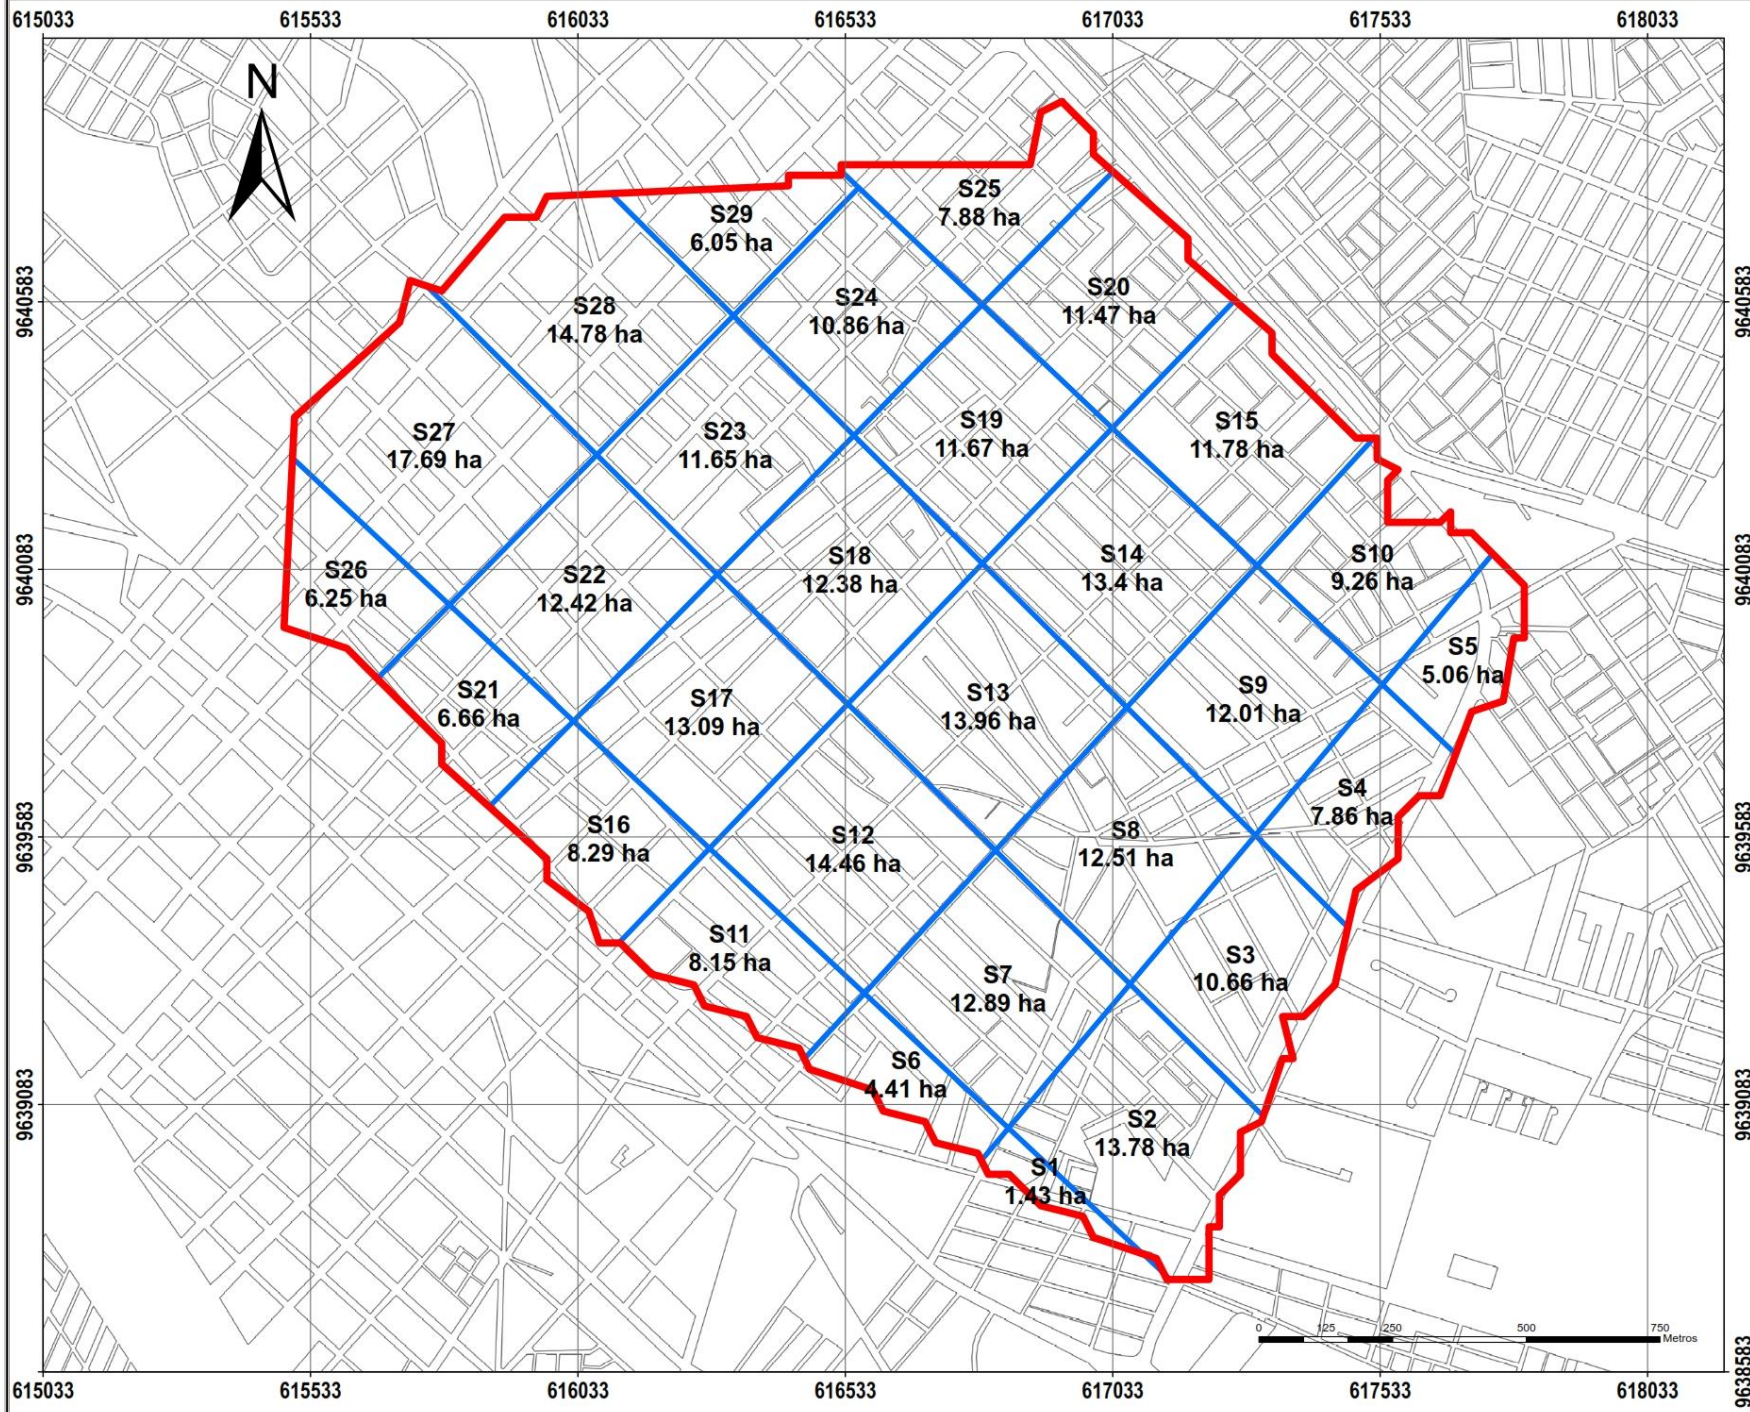 615033 615533 616033 616533 617033 617533 618033
N
S25
7.88 ha
S29
6.05 ha
S20
11.47 ha
S24
10.86 ha
S28
14.78 ha
9640583 9640583
S15
11.78 ha
S19
11.67 ha
S23
11.65 ha
S27
17.69 ha
S10
9.26 ha
S14
13.4 ha
S18
12.38 ha
S22
12.42 ha
S26
6.25 ha
9640083 9640083
S5
5.06 ha
S9
12.01 ha
S13
13.96 ha
S17
13.09 ha
S21
6.66 ha
S4
7.86 ha
S8
12.51 ha
S12
14.46 ha
S16
8.29 ha
9639583 9639583
S3
10.66 ha
S7
12.89 ha
S11
8.15 ha
S6
4.41 ha
S2
13.78 ha
9639083 9639083
S1
1.43 ha
0 125 250 500 750
Metros
9638583
615033 615533 616033 616533 617033 617533 618033